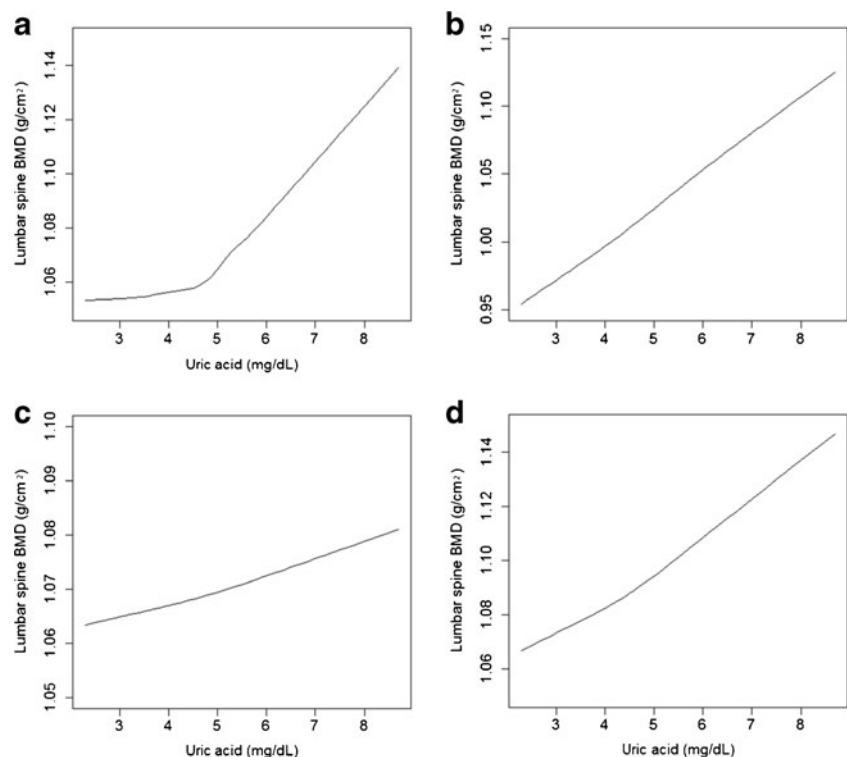 a
Lumbar spine BMD (g/cm²)
1.06 1.08 1.10 1.12 1.14
3 4 5 6 7 8
Uric acid (mg/dL)
b
Lumbar spine BMD (g/cm²)
0.95 1.00 1.05 1.10 1.15
3 4 5 6 7 8
c
Lumbar spine BMD (g/cm²)
1.05 1.06 1.07 1.08 1.09 1.10
3 4 5 6 7 8
Uric acid (mg/dL)
d
Lumbar spine BMD (g/cm²)
1.06 1.08 1.10 1.12 1.14
3 4 5 6 7 8
Uric acid (mg/dL)